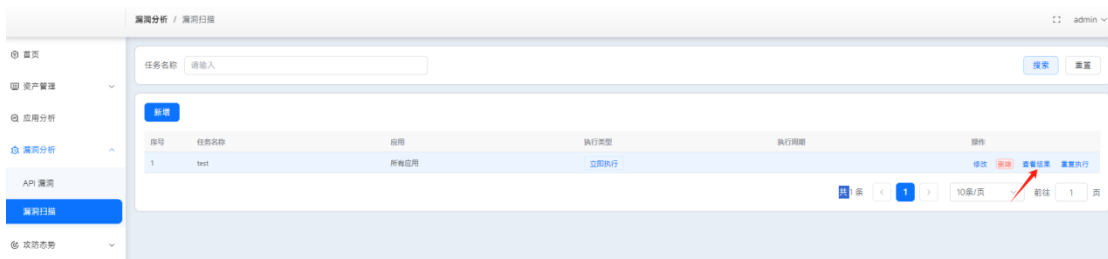 漏洞分析 / 漏洞扫描
admin
首页
任务名称 请输入 搜索 重置
资产管理
新增
应用分析
序号 任务名称 应用 执行类型 执行周期 操作
漏洞分析
1 test 所有应用 立即执行 修改 删除 查看结果 重复执行
API 漏洞
共1 条 1 10条/页 前往 1 页
漏洞扫描
攻防态势